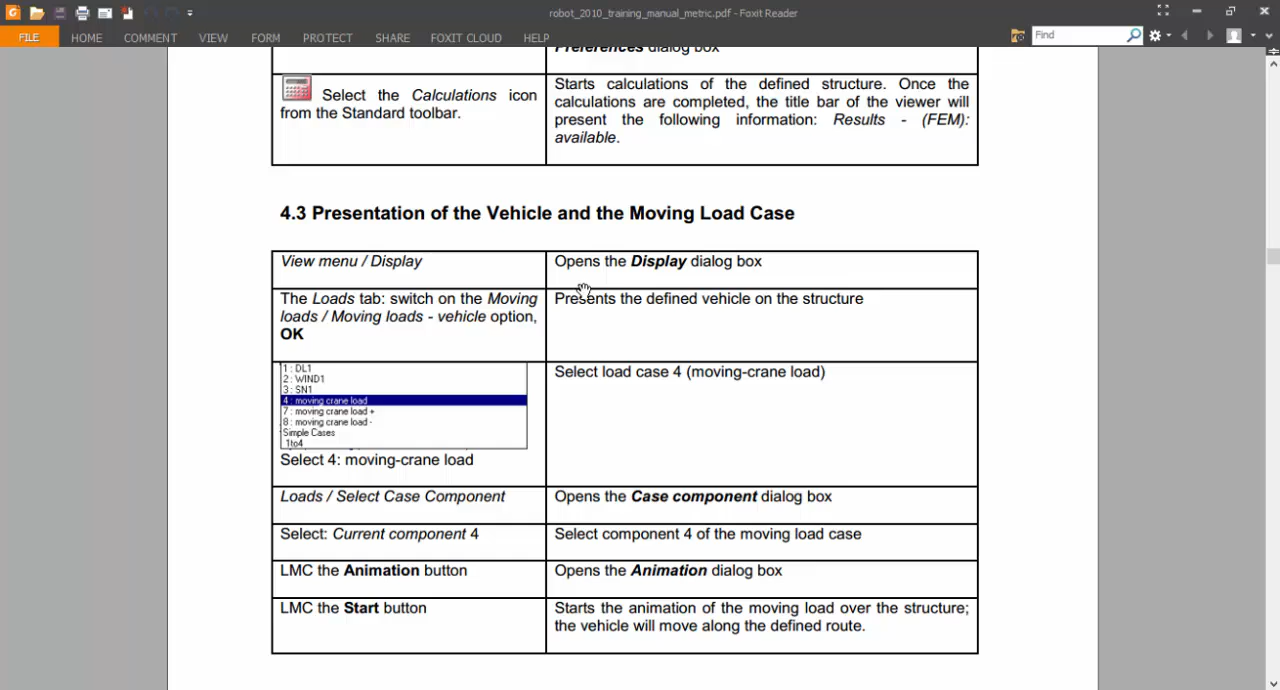 robot_2010_training_manual_metric.pdf - Foxit Reader
FILE HOME COMMENT VIEW FORM PROTECT SHARE FOXIT CLOUD HELP Find
Preferences dialog box
Select the Calculations icon
from the Standard toolbar.
Starts calculations of the defined structure. Once the
calculations are completed, the title bar of the viewer will
present the following information: Results - (FEM):
available.
4.3 Presentation of the Vehicle and the Moving Load Case
View menu / Display
Opens the Display dialog box
The Loads tab: switch on the Moving
loads / Moving loads - vehicle option,
OK
Presents the defined vehicle on the structure
1 : DL1
2 : WIND1
3 : SN1
4 : moving crane load
7 : moving crane load +
8 : moving crane load -
Simple Cases
1to4
Select 4: moving-crane load
Select load case 4 (moving-crane load)
Loads / Select Case Component
Opens the Case component dialog box
Select: Current component 4
Select component 4 of the moving load case
LMC the Animation button
Opens the Animation dialog box
LMC the Start button
Starts the animation of the moving load over the structure;
the vehicle will move along the defined route.